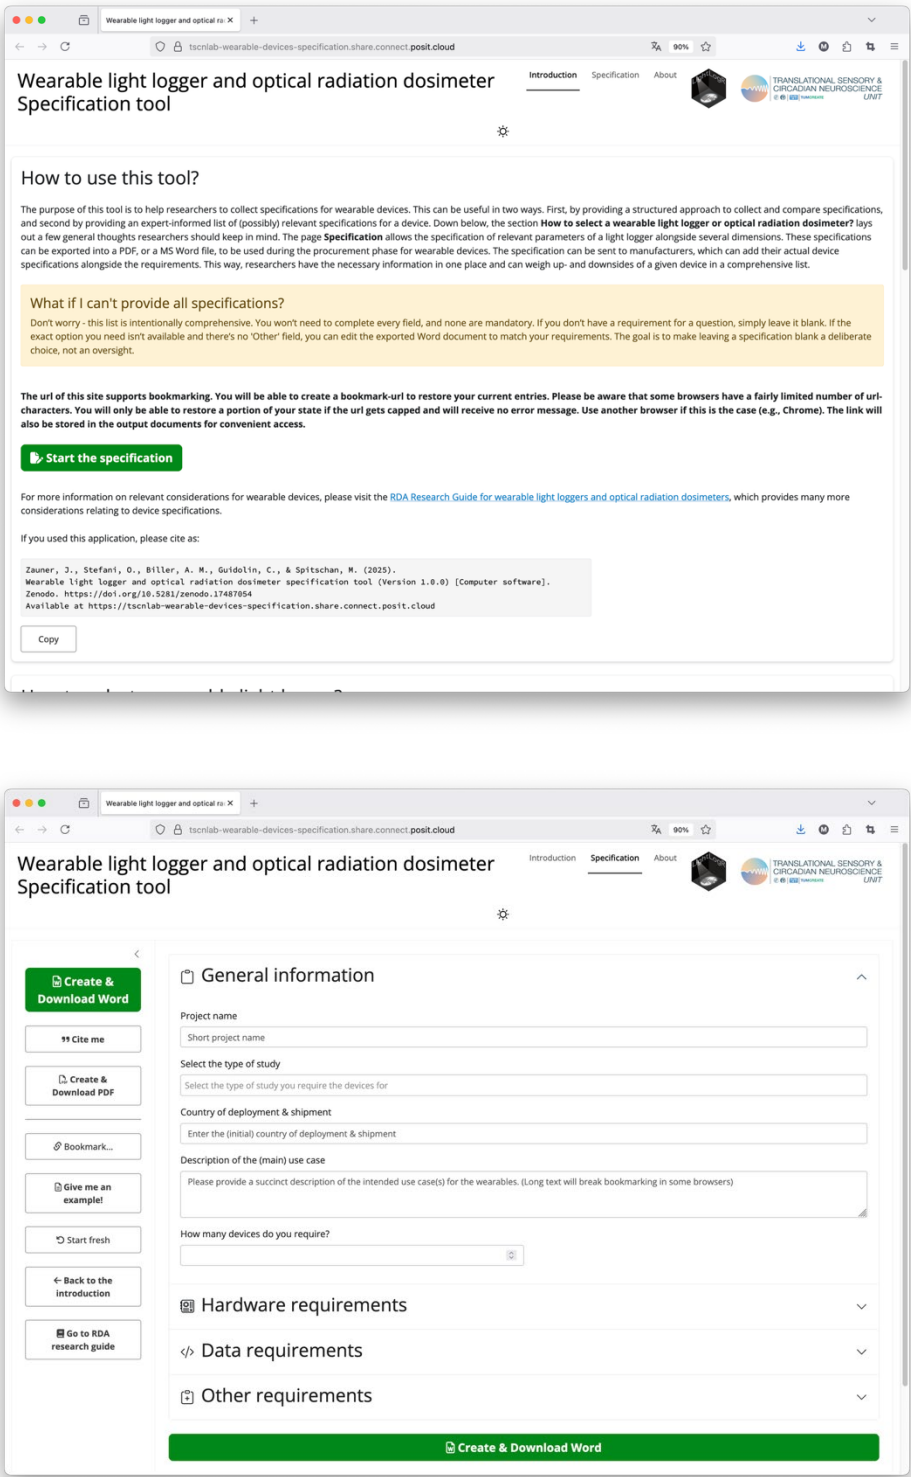 Wearable light logger and optical ra
tscnlab-wearable-devices-specification.share.connect.posit.cloud
90%
Wearable light logger and optical radiation dosimeter
Specification tool
Introduction
Specification
About
TRANSLATIONAL SENSORY &
CIRCADIAN NEUROSCIENCE
UNIT
How to use this tool?
The purpose of this tool is to help researchers to collect specifications for wearable devices. This can be useful in two ways. First, by providing a structured approach to collect and compare specifications,
and second by providing an expert-informed list of (possibly) relevant specifications for a device. Down below, the section How to select a wearable light logger or optical radiation dosimeter? lays
out a few general thoughts researchers should keep in mind. The page Specification allows the specification of relevant parameters of a light logger alongside several dimensions. These specifications
can be exported into a PDF, or a MS Word file, to be used during the procurement phase for wearable devices. The specification can be sent to manufacturers, which can add their actual device
specifications alongside the requirements. This way, researchers have the necessary information in one place and can weigh up- and downsides of a given device in a comprehensive list.
What if I can't provide all specifications?
Don't worry - this list is intentionally comprehensive. You won't need to complete every field, and none are mandatory. If you don't have a requirement for a question, simply leave it blank. If the
exact option you need isn't available and there's no 'Other' field, you can edit the exported Word document to match your requirements. The goal is to make leaving a specification blank a deliberate
choice, not an oversight.
The url of this site supports bookmarking. You will be able to create a bookmark-url to restore your current entries. Please be aware that some browsers have a fairly limited number of url-
characters. You will only be able to restore a portion of your state if the url gets capped and will receive no error message. Use another browser if this is the case (e.g., Chrome). The link will
also be stored in the output documents for convenient access.
Start the specification
For more information on relevant considerations for wearable devices, please visit the RDA Research Guide for wearable light loggers and optical radiation dosimeters, which provides many more
considerations relating to device specifications.
If you used this application, please cite as:
Zauner, J., Stefani, O., Biller, A. M., Guidolin, C., & Spitschan, M. (2025).
Wearable light logger and optical radiation dosimeter specification tool (Version 1.0.0) [Computer software].
Zenodo. https://doi.org/10.5281/zenodo.17487054
Available at https://tscnlab-wearable-devices-specification.share.connect.posit.cloud
Copy
Wearable light logger and optical ra
tscnlab-wearable-devices-specification.share.connect.posit.cloud
90%
Wearable light logger and optical radiation dosimeter
Specification tool
Introduction
Specification
About
TRANSLATIONAL SENSORY &
CIRCADIAN NEUROSCIENCE
UNIT
Create &
Download Word
Cite me
Create &
Download PDF
Bookmark...
Give me an
example!
Start fresh
Back to the
introduction
Go to RDA
research guide
General information
Project name
Short project name
Select the type of study
Select the type of study you require the devices for
Country of deployment & shipment
Enter the (initial) country of deployment & shipment
Description of the (main) use case
Please provide a succinct description of the intended use case(s) for the wearables. (Long text will break bookmarking in some browsers)
How many devices do you require?
Hardware requirements
Data requirements
Other requirements
Create & Download Word